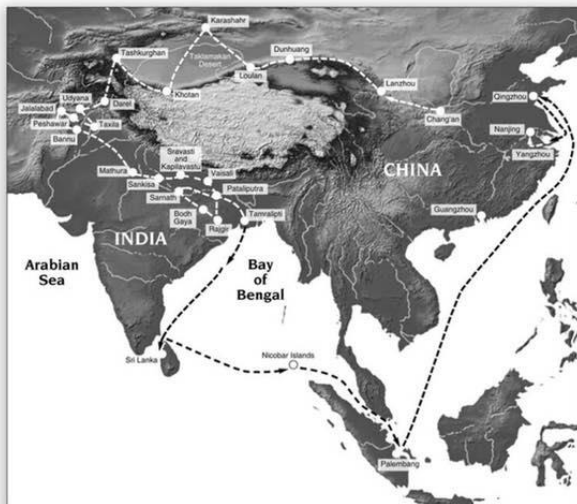 Karashahr
Tashkurghan
Taklamakan
Desert
Dunhuang
Loulan
Khotan
Lanzhou
Chang'an
Qingzhou
Nanjing
Yangzhou
Udyana
Jalalabad
Darel
Peshawar
Taxila
Bannu
Sravasti
and
Kapilavastu
Vaisali
Mathura
Sankisa
Pataliputra
Sarnath
Bodh
Gaya
Rajgir
Tamralipti
CHINA
Guangzhou
INDIA
Arabian
Sea
Bay
of
Bengal
Sri Lanka
Nicobar Islands
Palembang